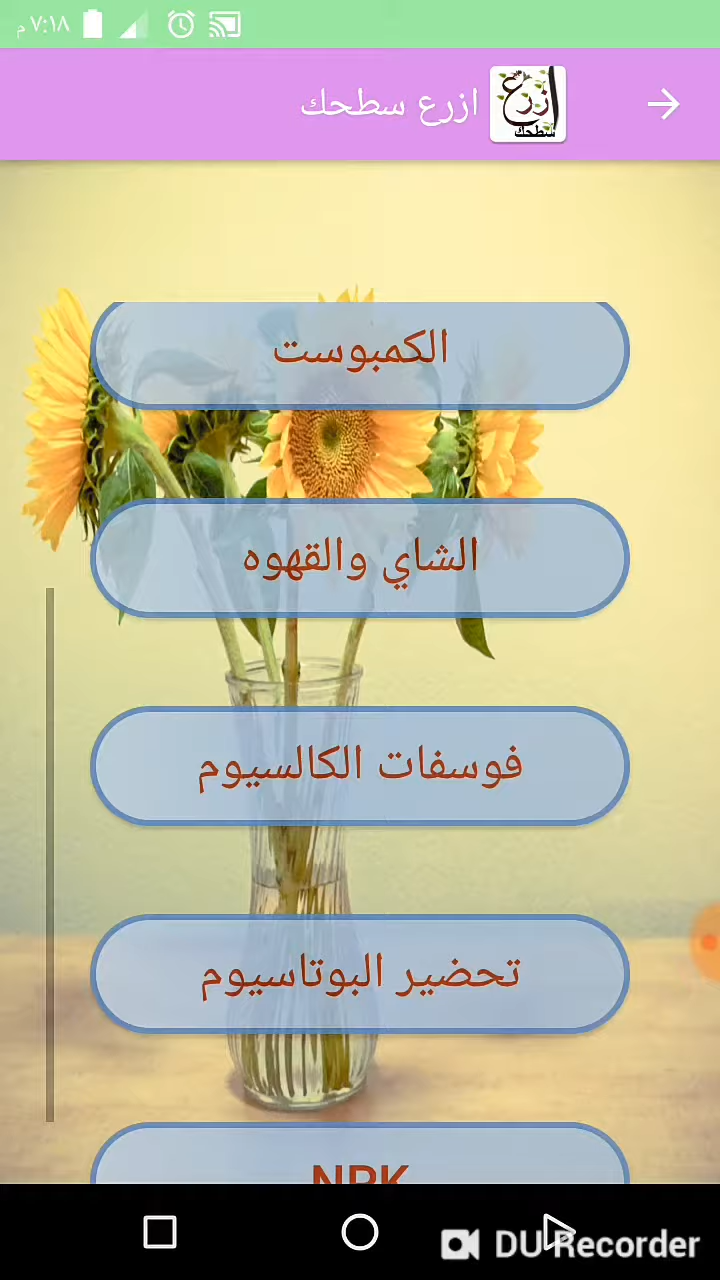 ٧:١٨ م
ازرع سطحك
ازرع
سطحك
الكمبوست
الشاي والقهوه
فوسفات الكالسيوم
تحضير البوتاسيوم
NPK
DU Recorder